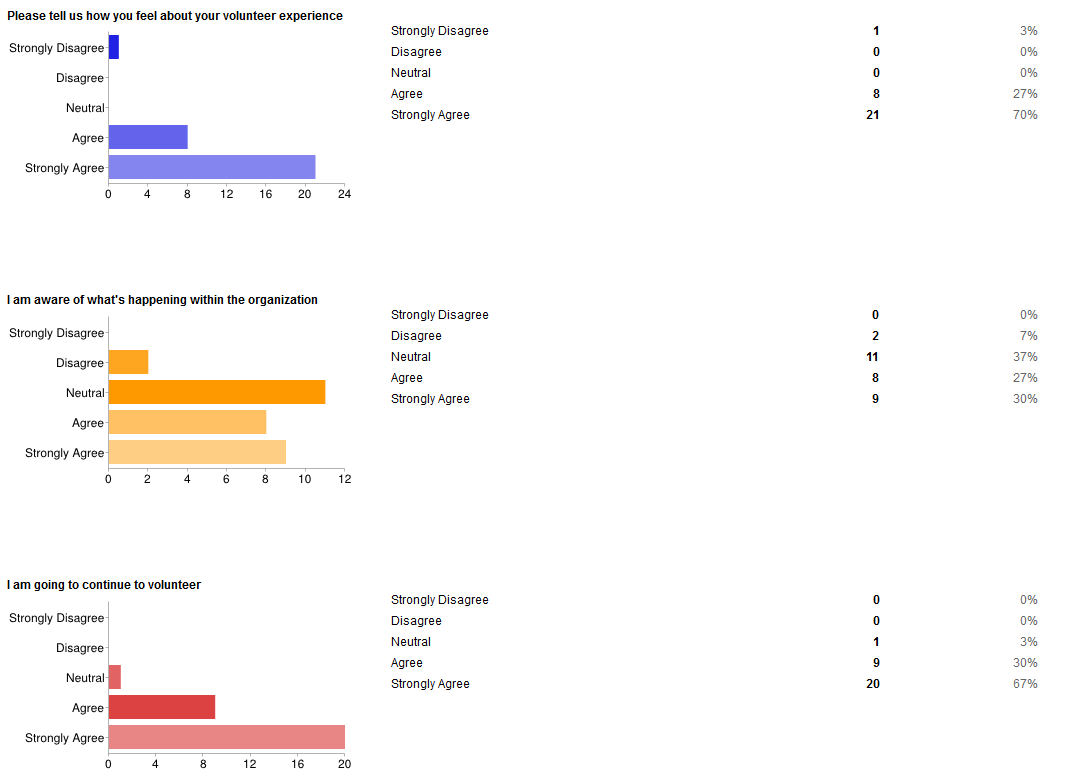 Please tell us how you feel about your volunteer experience
Strongly Disagree
Disagree
Neutral
Agree
Strongly Agree
0 4 8 12 16 20 24
Strongly Disagree 1 3%
Disagree 0 0%
Neutral 0 0%
Agree 8 27%
Strongly Agree 21 70%
I am aware of what's happening within the organization
Strongly Disagree
Disagree
Neutral
Agree
Strongly Agree
0 2 4 6 8 10 12
Strongly Disagree 0 0%
Disagree 2 7%
Neutral 11 37%
Agree 8 27%
Strongly Agree 9 30%
I am going to continue to volunteer
Strongly Disagree
Disagree
Neutral
Agree
Strongly Agree
0 4 8 12 16 20
Strongly Disagree 0 0%
Disagree 0 0%
Neutral 1 3%
Agree 9 30%
Strongly Agree 20 67%